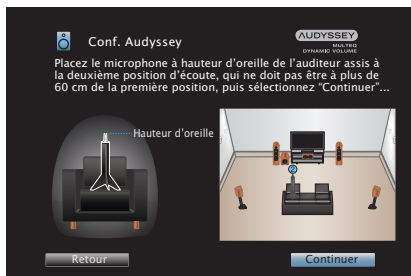 Conf. Audyssey
AUDYSSEY
MULTEQ
DYNAMIC VOLUME
Placez le microphone à hauteur d'oreille de l'auditeur assis à
la deuxième position d'écoute, qui ne doit pas être à plus de
60 cm de la première position, puis sélectionnez “Continuer”...
Hauteur d'oreille
2
Retour
Continuer